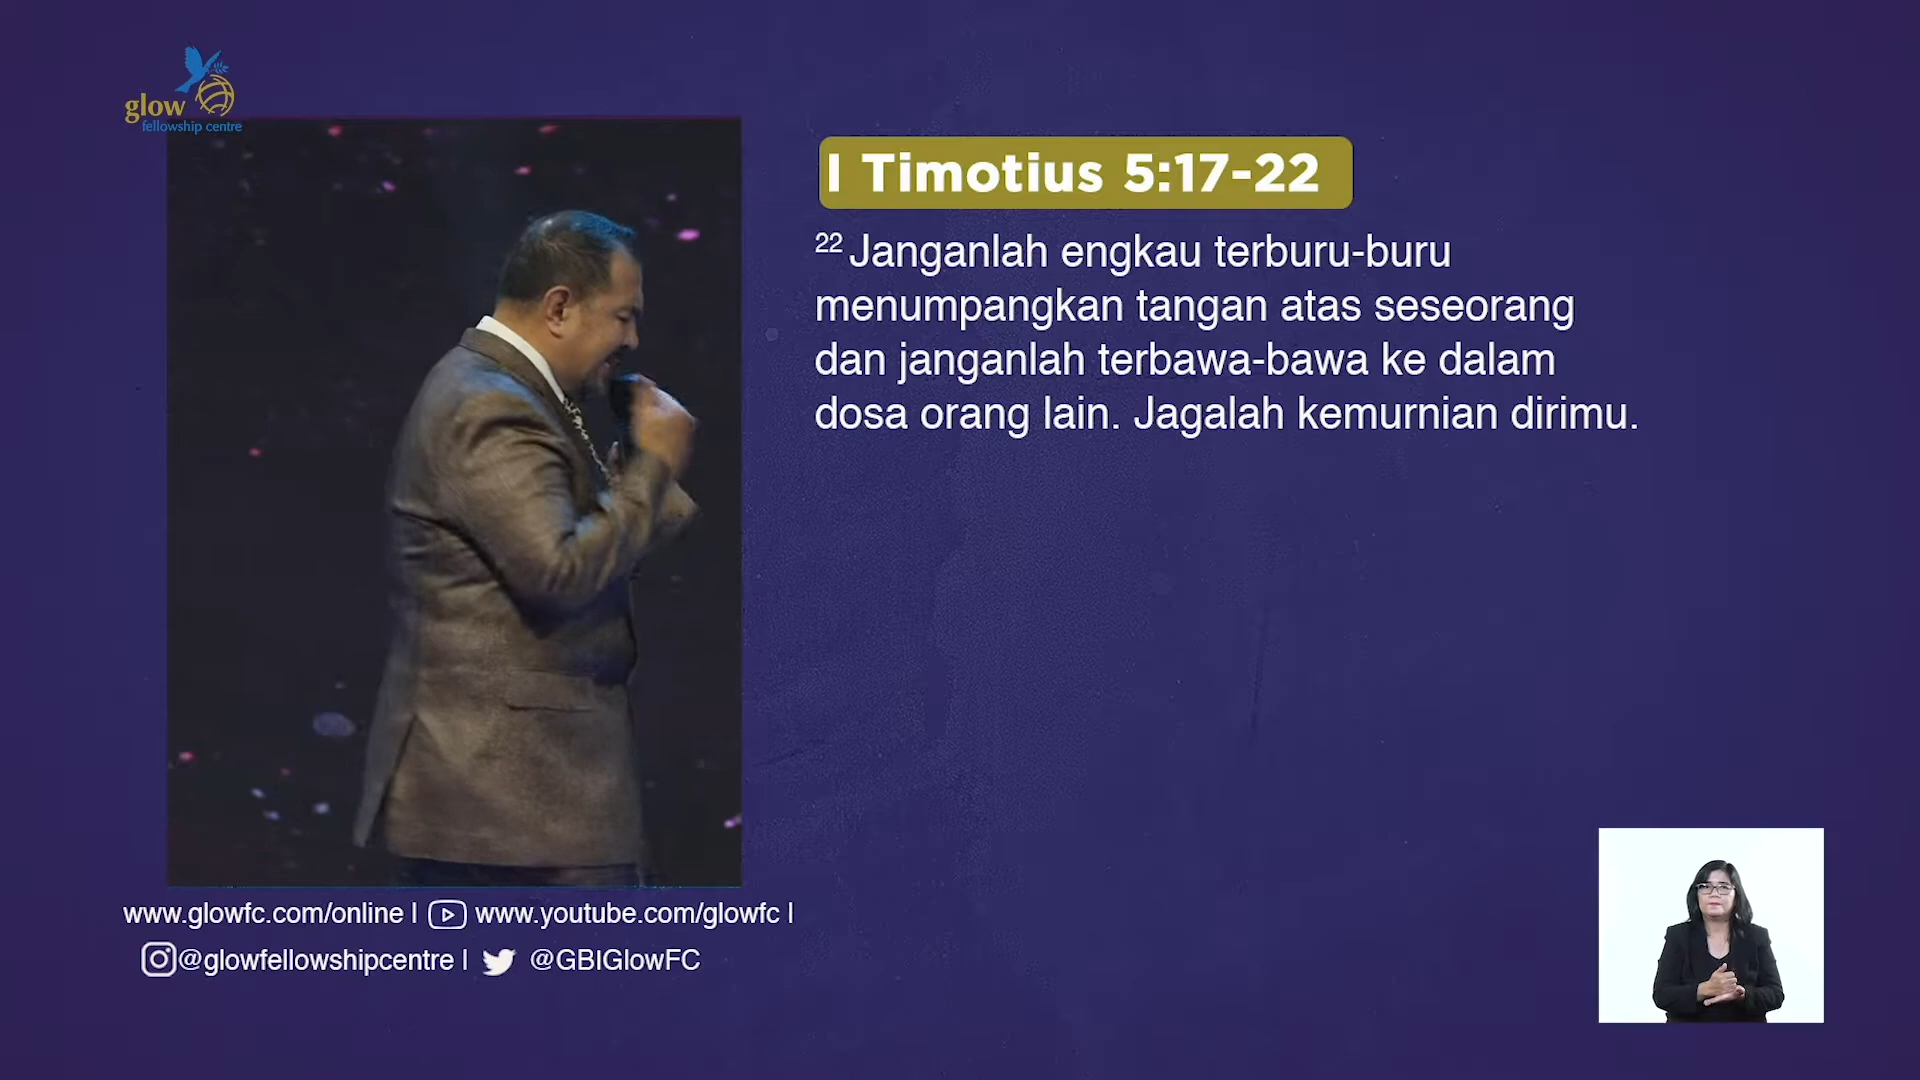 glow
fellowship centre
I Timotius 5:17-22
22 Janganlah engkau terburu-buru
menumpangkan tangan atas seseorang
dan janganlah terbawa-bawa ke dalam
dosa orang lain. Jagalah kemurnian dirimu.
www.glowfc.com/online | www.youtube.com/glowfc |
@glowfellowshipcentre | @GBIGlowFC